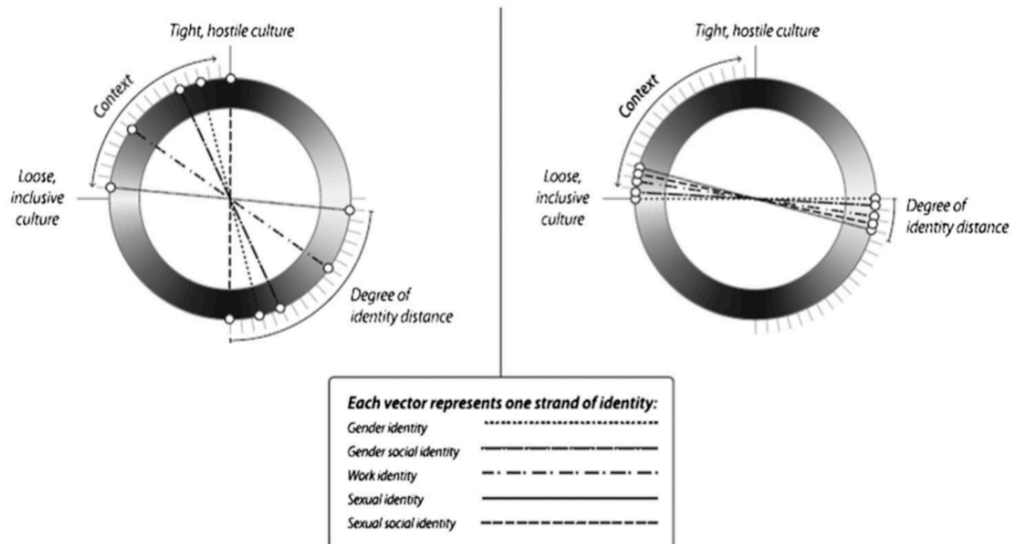 Tight, hostile culture
Context
Loose,
inclusive
culture
Degree of
identity distance
Tight, hostile culture
Context
Loose,
inclusive
culture
Degree of
identity distance
Each vector represents one strand of identity:
Gender identity
Gender social identity
Work identity
Sexual identity
Sexual social identity